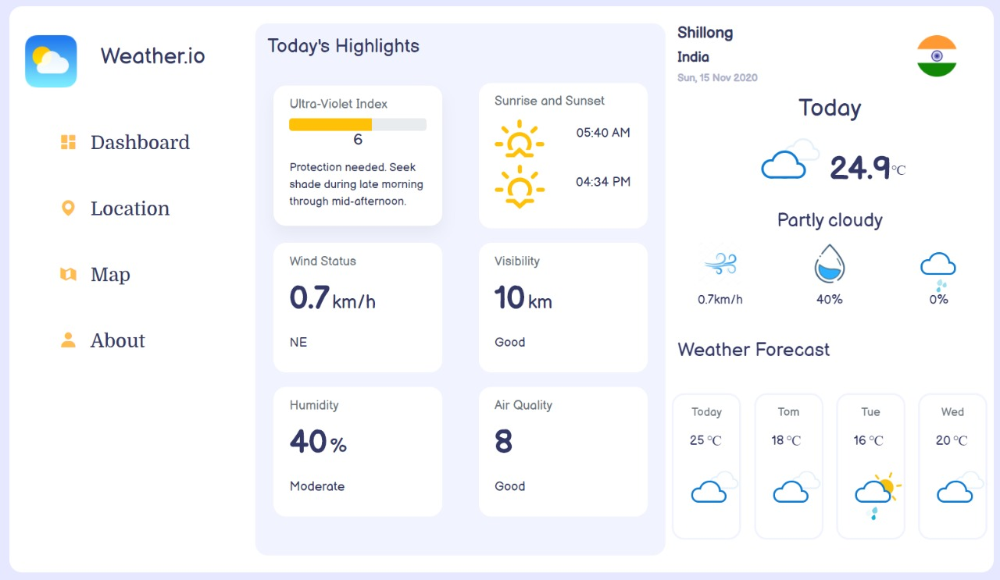 Weather.io
Dashboard
Location
Map
About
Today's Highlights
Ultra-Violet Index
6
Protection needed. Seek
shade during late morning
through mid-afternoon.
Sunrise and Sunset
05:40 AM
04:34 PM
Wind Status
0.7 km/h
NE
Visibility
10 km
Good
Humidity
40 %
Moderate
Air Quality
8
Good
Shillong
India
Sun, 15 Nov 2020
Today
24.9°C
Partly cloudy
0.7km/h
40%
0%
Weather Forecast
Today
25 °C
Tom
18 °C
Tue
16 °C
Wed
20 °C